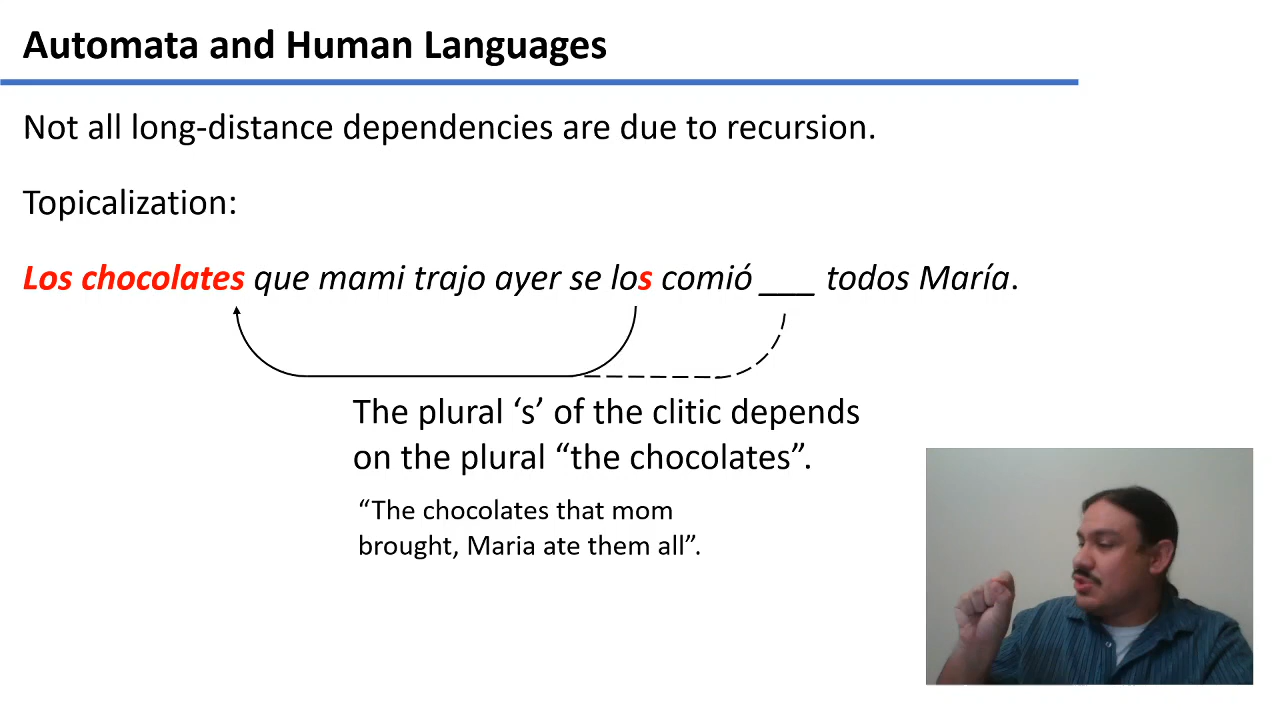 Automata and Human Languages
Not all long-distance dependencies are due to recursion.
Topicalization:
Los chocolates que mami trajo ayer se los comió ___ todos María.
The plural ‘s’ of the clitic depends
on the plural “the chocolates”.
“The chocolates that mom
brought, Maria ate them all”.